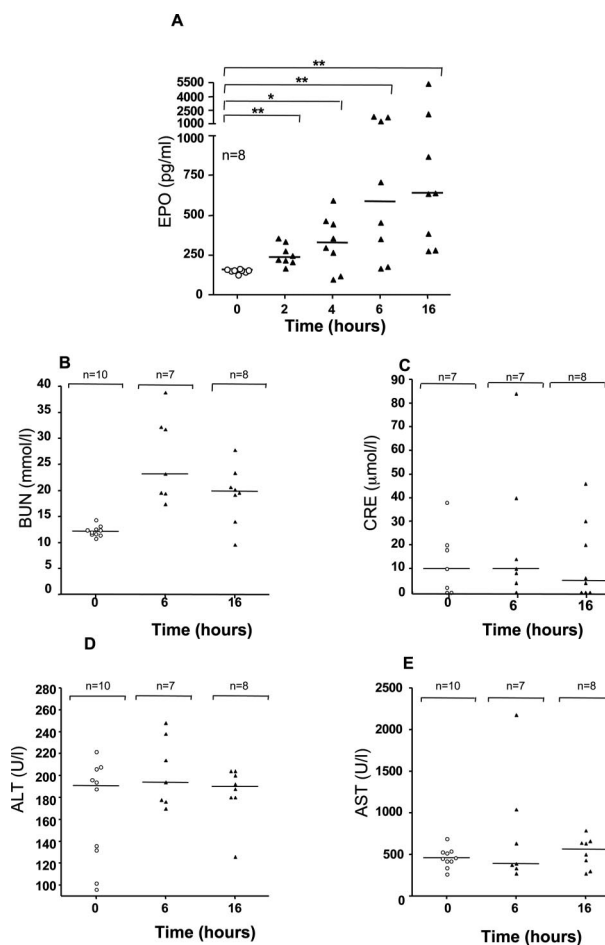 A
**
**
*
**
5500
4000
2500
1000
1000
750
500
250
0
n=8
EPO (pg/ml)
0 2 4 6 16
Time (hours)
B
n=10 n=7 n=8
40
35
30
25
20
15
10
5
0
BUN (mmol/l)
0 6 16
Time (hours)
C
n=7 n=7 n=8
90
80
70
60
50
40
30
20
10
0
CRE (μmol/l)
0 6 16
Time (hours)
D
n=10 n=7 n=8
280
260
240
220
200
180
160
140
120
100
ALT (U/l)
0 6 16
Time (hours)
E
n=10 n=7 n=8
2500
2000
1500
1000
500
0
AST (U/l)
0 6 16
Time (hours)